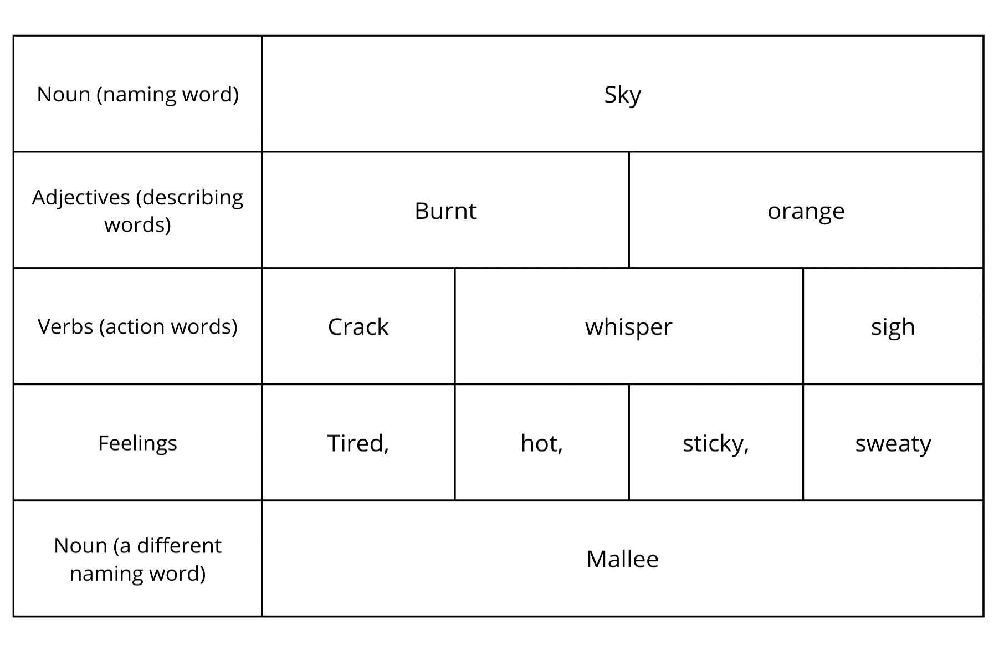 Noun (naming word)
Sky
Adjectives (describing
words)
Burnt
orange
Verbs (action words)
Crack
whisper
sigh
Feelings
Tired,
hot,
sticky,
sweaty
Noun (a different
naming word)
Mallee